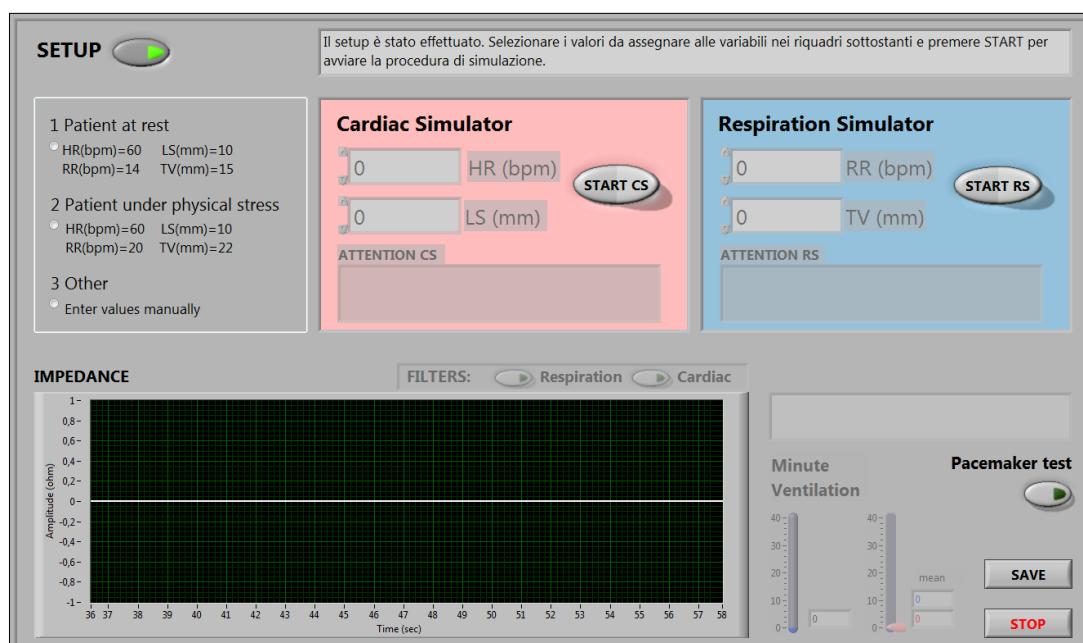 SETUP
Il setup è stato effettuato. Selezionare i valori da assegnare alle variabili nei riquadri sottostanti e premere START per
avviare la procedura di simulazione.
1 Patient at rest
HR(bpm)=60 LS(mm)=10
RR(bpm)=14 TV(mm)=15
2 Patient under physical stress
HR(bpm)=60 LS(mm)=10
RR(bpm)=20 TV(mm)=22
3 Other
Enter values manually
Cardiac Simulator
0 HR (bpm)
START CS
0 LS (mm)
ATTENTION CS
Respiration Simulator
0 RR (bpm)
START RS
0 TV (mm)
ATTENTION RS
IMPEDANCE
FILTERS: Respiration Cardiac
1
0,8
0,6
0,4
0,2
0
-0,2
-0,4
-0,6
-0,8
-1
Amplitude (ohm)
36 37 38 39 40 41 42 43 44 45 46 47 48 49 50 51 52 53 54 55 56 57 58
Time (sec)
Minute
Ventilation
40
30
20
10
0
0
40
30
20
10
0
mean
0
0
Pacemaker test
SAVE
STOP